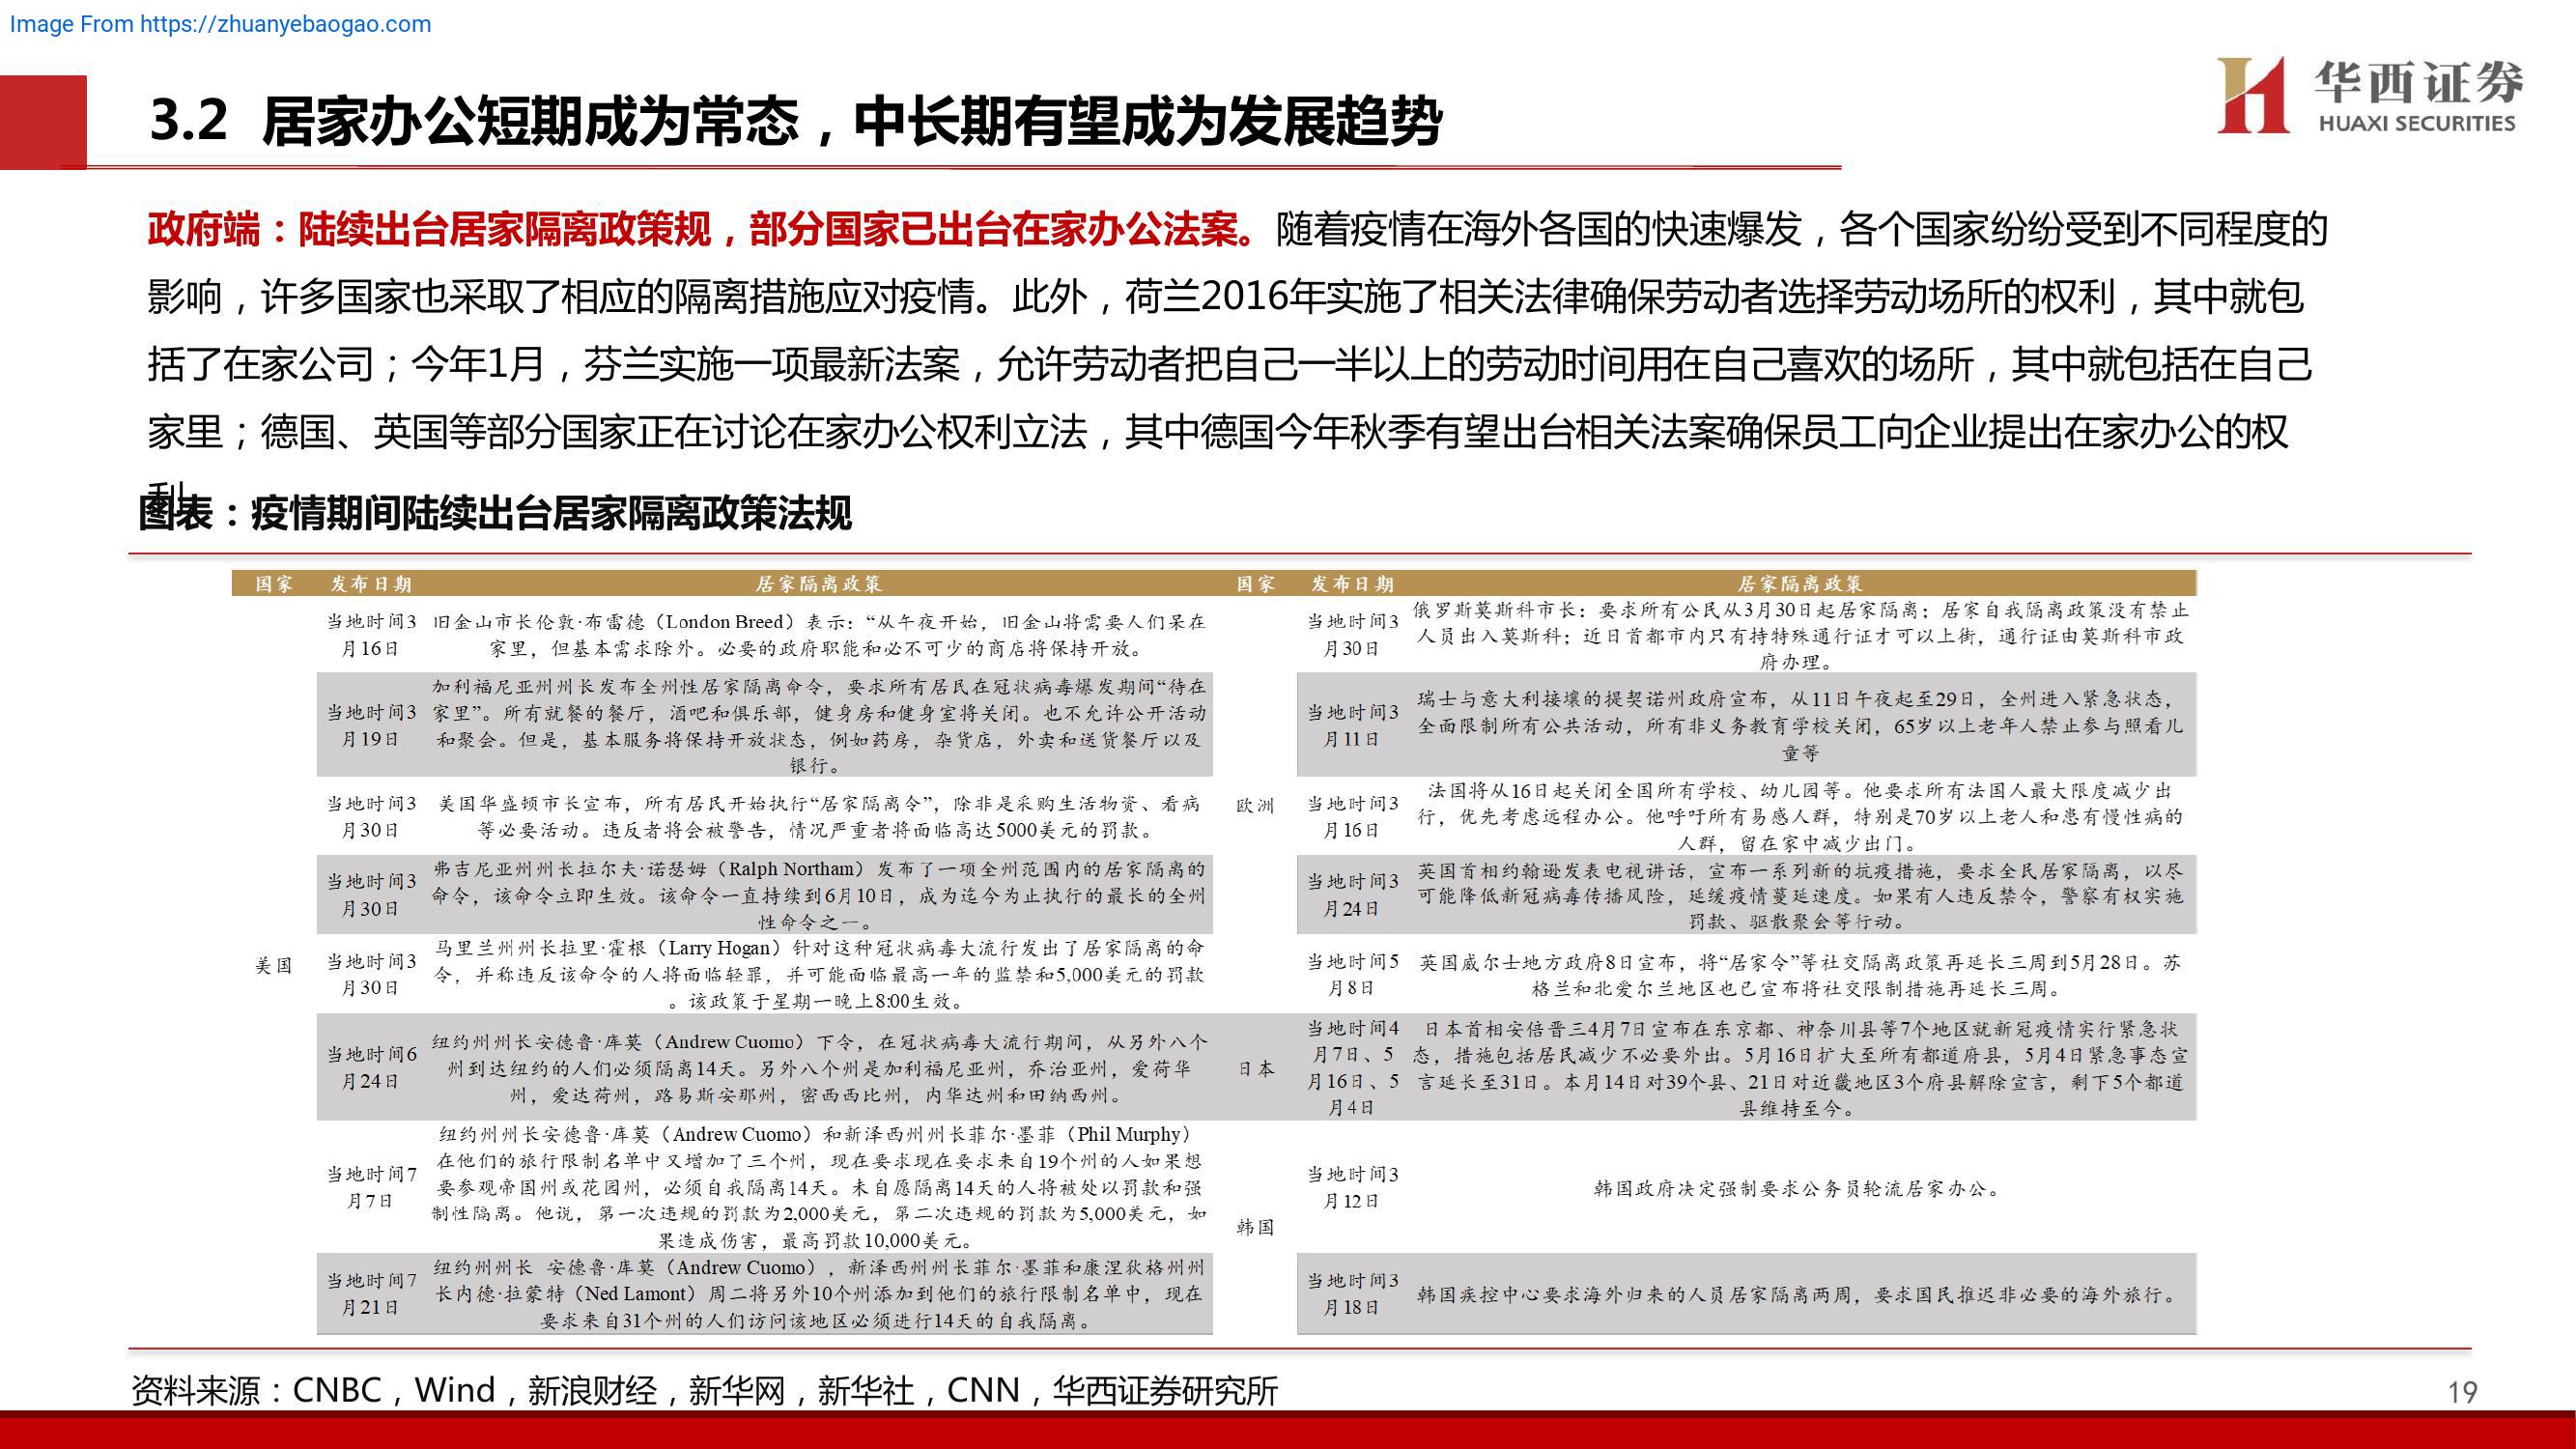 Image From https://zhuanyebaogao.com
华西证券
HUAXI SECURITIES
3.2 居家办公短期成为常态，中长期有望成为发展趋势
政府端：陆续出台居家隔离政策规，部分国家已出台在家办公法案。随着疫情在海外各国的快速爆发，各个国家纷纷受到不同程度的
影响，许多国家也采取了相应的隔离措施应对疫情。此外，荷兰2016年实施了相关法律确保劳动者选择劳动场所的权利，其中就包
括了在家公司；今年1月，芬兰实施一项最新法案，允许劳动者把自己一半以上的劳动时间用在自己喜欢的场所，其中就包括在自己
家里；德国、英国等部分国家正在讨论在家办公权利立法，其中德国今年秋季有望出台相关法案确保员工向企业提出在家办公的权
利
图表：疫情期间陆续出台居家隔离政策法规
国家 发布日期 居家隔离政策
美国
当地时间3
月16日
旧金山市长伦敦·布雷德（London Breed）表示：“从午夜开始，旧金山将需要人们呆在
家里，但基本需求除外。必要的政府职能和必不可少的商店将保持开放。
当地时间3
月19日
加利福尼亚州州长发布全州性居家隔离命令，要求所有居民在冠状病毒爆发期间“待在
家里”。所有就餐的餐厅，酒吧和俱乐部，健身房和健身室将关闭。也不允许公开活动
和聚会。但是，基本服务将保持开放状态，例如药房，杂货店，外卖和送货餐厅以及
银行。
当地时间3
月30日
美国华盛顿市长宣布，所有居民开始执行“居家隔离令”，除非是采购生活物资、看病
等必要活动。违反者将会被警告，情况严重者将面临高达5000美元的罚款。
当地时间3
月30日
弗吉尼亚州州长拉尔夫·诺瑟姆（Ralph Northam）发布了一项全州范围内的居家隔离的
命令，该命令立即生效。该命令一直持续到6月10日，成为迄今为止执行的最长的全州
性命令之一。
当地时间3
月30日
马里兰州州长拉里·霍根（Larry Hogan）针对这种冠状病毒大流行发出了居家隔离的命
令，并称违反该命令的人将面临轻罪，并可能面临最高一年的监禁和5,000美元的罚款
。该政策于星期一晚上8:00生效。
当地时间6
月24日
纽约州州长安德鲁·库莫（Andrew Cuomo）下令，在冠状病毒大流行期间，从另外八个
州到达纽约的人们必须隔离14天。另外八个州是加利福尼亚州，乔治亚州，爱荷华
州，爱达荷州，路易斯安那州，密西西比州，内华达州和田纳西州。
当地时间7
月7日
纽约州州长安德鲁·库莫（Andrew Cuomo）和新泽西州州长菲尔·墨菲（Phil Murphy）
在他们的旅行限制名单中又增加了三个州，现在要求现在要求来自19个州的人如果想
要参观帝国州或花园州，必须自我隔离14天。未自愿隔离14天的人将被处以罚款和强
制性隔离。他说，第一次违规的罚款为2,000美元，第二次违规的罚款为5,000美元，如
果造成伤害，最高罚款10,000美元。
当地时间7
月21日
纽约州州长 安德鲁·库莫（Andrew Cuomo），新泽西州州长菲尔·墨菲和康涅狄格州州
长内德·拉蒙特（Ned Lamont）周二将另外10个州添加到他们的旅行限制名单中，现在
要求来自31个州的人们访问该地区必须进行14天的自我隔离。
国家 发布日期 居家隔离政策
欧洲
当地时间3
月30日
俄罗斯莫斯科市长：要求所有公民从3月30日起居家隔离；居家自我隔离政策没有禁止
人员出入莫斯科；近日首都市内只有持特殊通行证才可以上街，通行证由莫斯科市政
府办理。
当地时间3
月11日
瑞士与意大利接壤的提契诺州政府宣布，从11日午夜起至29日，全州进入紧急状态，
全面限制所有公共活动，所有非义务教育学校关闭，65岁以上老年人禁止参与照看儿
童等
当地时间3
月16日
法国将从16日起关闭全国所有学校、幼儿园等。他要求所有法国人最大限度减少出
行，优先考虑远程办公。他呼吁所有易感人群，特别是70岁以上老人和患有慢性病的
人群，留在家中减少出门。
当地时间3
月24日
英国首相约翰逊发表电视讲话，宣布一系列新的抗疫措施，要求全民居家隔离，以尽
可能降低新冠病毒传播风险，延缓疫情蔓延速度。如果有人违反禁令，警察有权实施
罚款、驱散聚会等行动。
当地时间5
月8日
英国威尔士地方政府8日宣布，将“居家令”等社交隔离政策再延长三周到5月28日。苏
格兰和北爱尔兰地区也已宣布将社交限制措施再延长三周。
日本
当地时间4
月7日、5
月16日、5
月4日
日本首相安倍晋三4月7日宣布在东京都、神奈川县等7个地区就新冠疫情实行紧急状
态，措施包括居民减少不必要外出。5月16日扩大至所有都道府县，5月4日紧急事态宣
言延长至31日。本月14日对39个县、21日对近畿地区3个府县解除宣言，剩下5个都道
县维持至今。
韩国
当地时间3
月12日
韩国政府决定强制要求公务员轮流居家办公。
当地时间3
月18日
韩国疾控中心要求海外归来的人员居家隔离两周，要求国民推迟非必要的海外旅行。
资料来源：CNBC，Wind，新浪财经，新华网，新华社，CNN，华西证券研究所
19